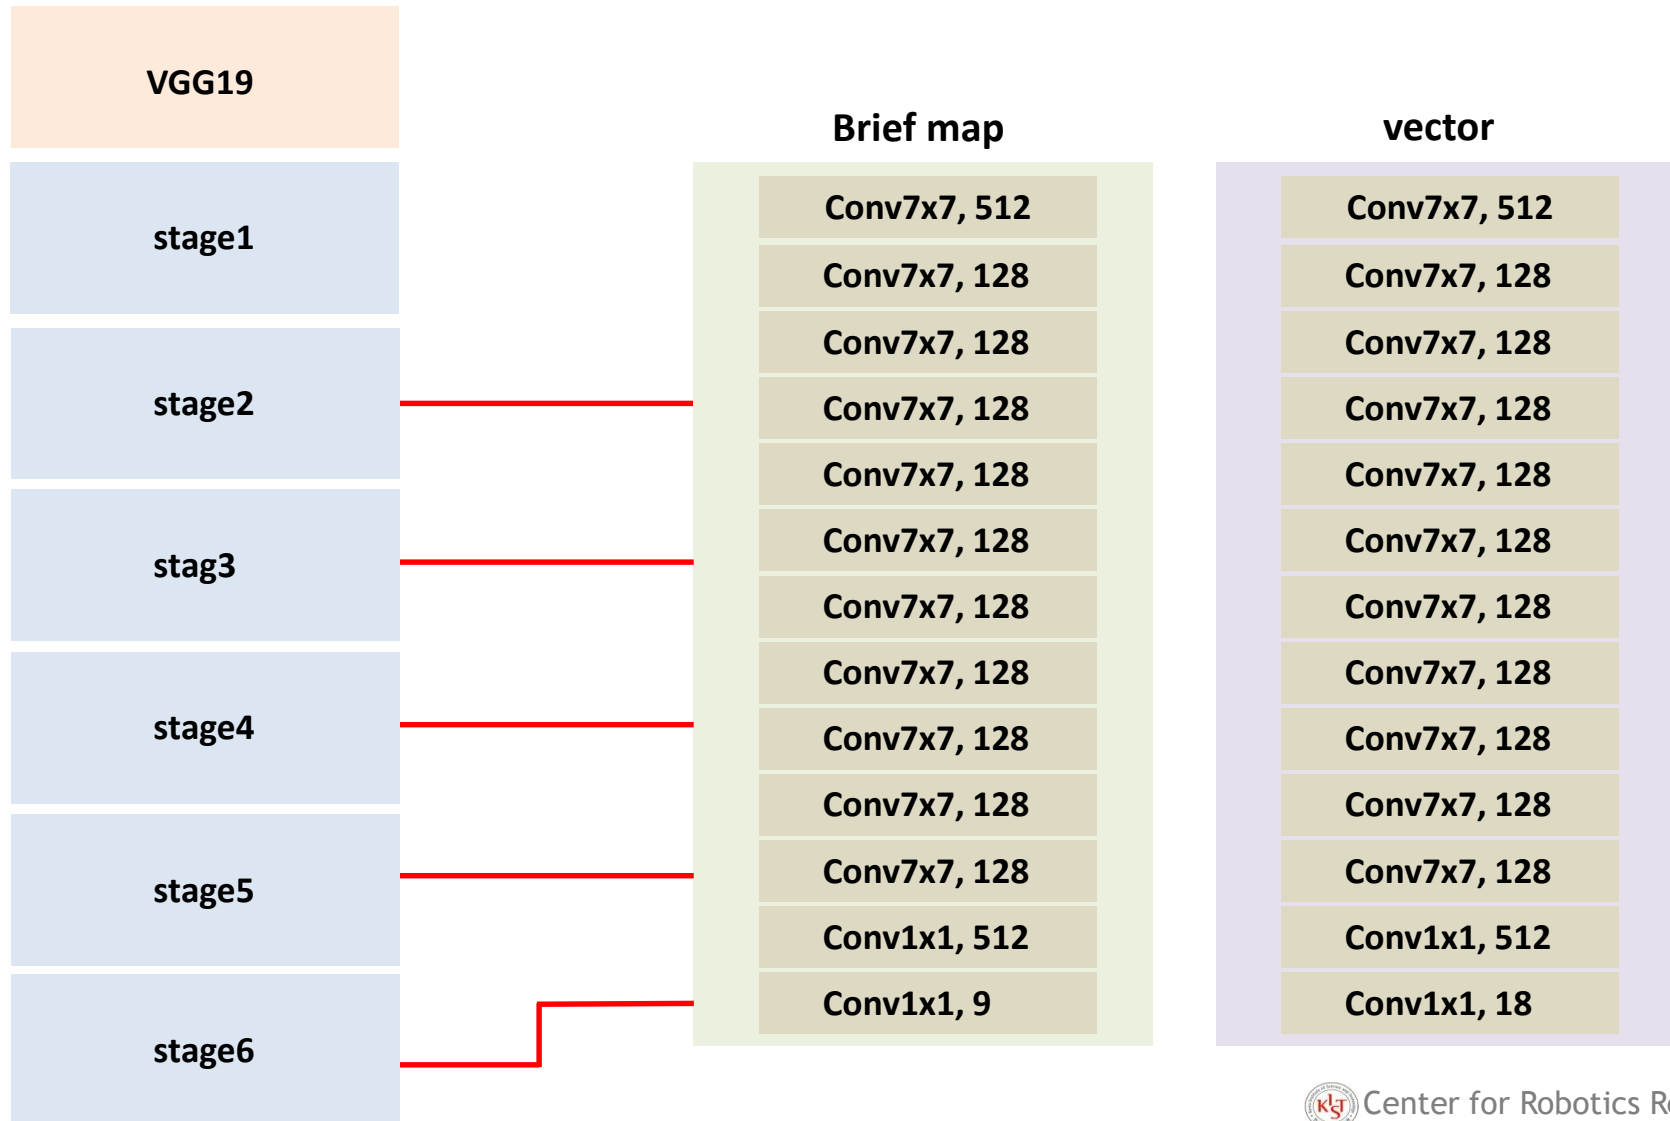 VGG19
stage1
stage2
stag3
stage4
stage5
stage6
Brief map
Conv7x7, 512
Conv7x7, 128
Conv7x7, 128
Conv7x7, 128
Conv7x7, 128
Conv7x7, 128
Conv7x7, 128
Conv7x7, 128
Conv7x7, 128
Conv7x7, 128
Conv7x7, 128
Conv1x1, 512
Conv1x1, 9
vector
Conv7x7, 512
Conv7x7, 128
Conv7x7, 128
Conv7x7, 128
Conv7x7, 128
Conv7x7, 128
Conv7x7, 128
Conv7x7, 128
Conv7x7, 128
Conv7x7, 128
Conv7x7, 128
Conv1x1, 512
Conv1x1, 18
KIST
Center for Robotics